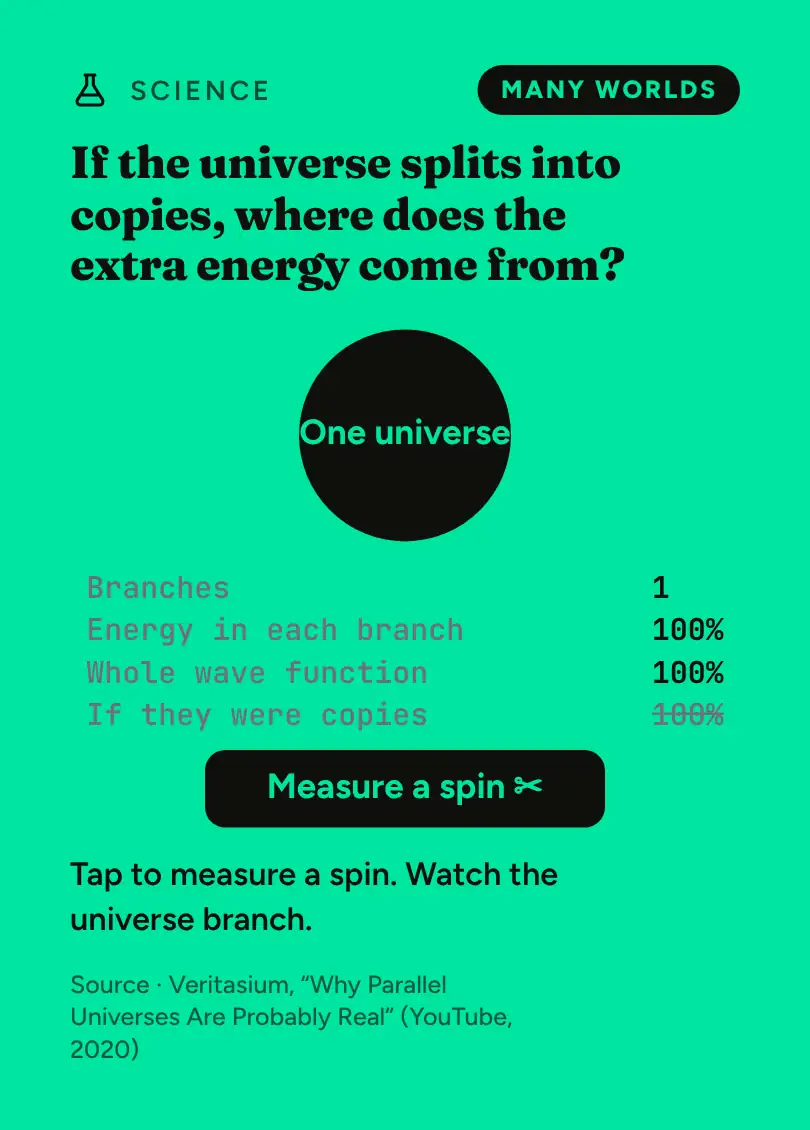 SCIENCE
MANY WORLDS
If the universe splits into
copies, where does the
extra energy come from?
One universe
Branches 1
Energy in each branch 100%
Whole wave function 100%
If they were copies 100%
Measure a spin ✂
Tap to measure a spin. Watch the
universe branch.
Source · Veritasium, “Why Parallel
Universes Are Probably Real” (YouTube,
2020)